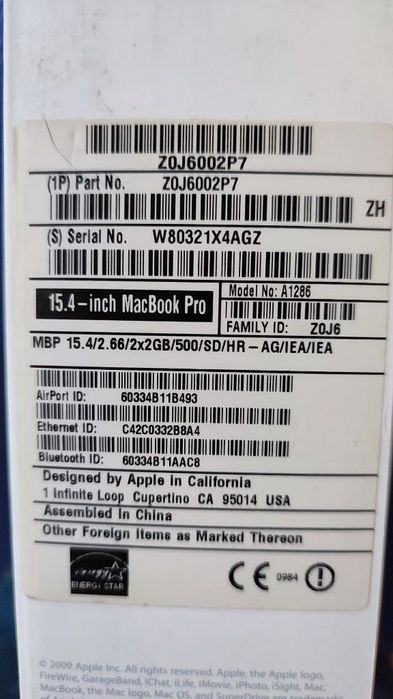 Z0J6002P7
(1P) Part No. Z0J6002P7
ZH
(S) Serial No. W80321X4AGZ
15.4-inch MacBook Pro
Model No: A1286
FAMILY ID: Z0J6
MBP 15.4/2.66/2x2GB/500/SD/HR-AG/IEA/IEA
AirPort ID: 60334B11B493
Ethernet ID: C42C0332B8A4
Bluetooth ID: 60334B11AAC8
Designed by Apple in California
1 Infinite Loop Cupertino CA 95014 USA
Assembled In China
Other Foreign Items as Marked Thereon
energy
ENERGY STAR
CE 0984
© 2009 Apple Inc. All rights reserved. Apple, the Apple logo,
FireWire, GarageBand, iChat, iLife, iMovie, iPhoto, iSight, Mac,
MacBook, the Mac logo, Mac OS, and SuperDrive are trademarks